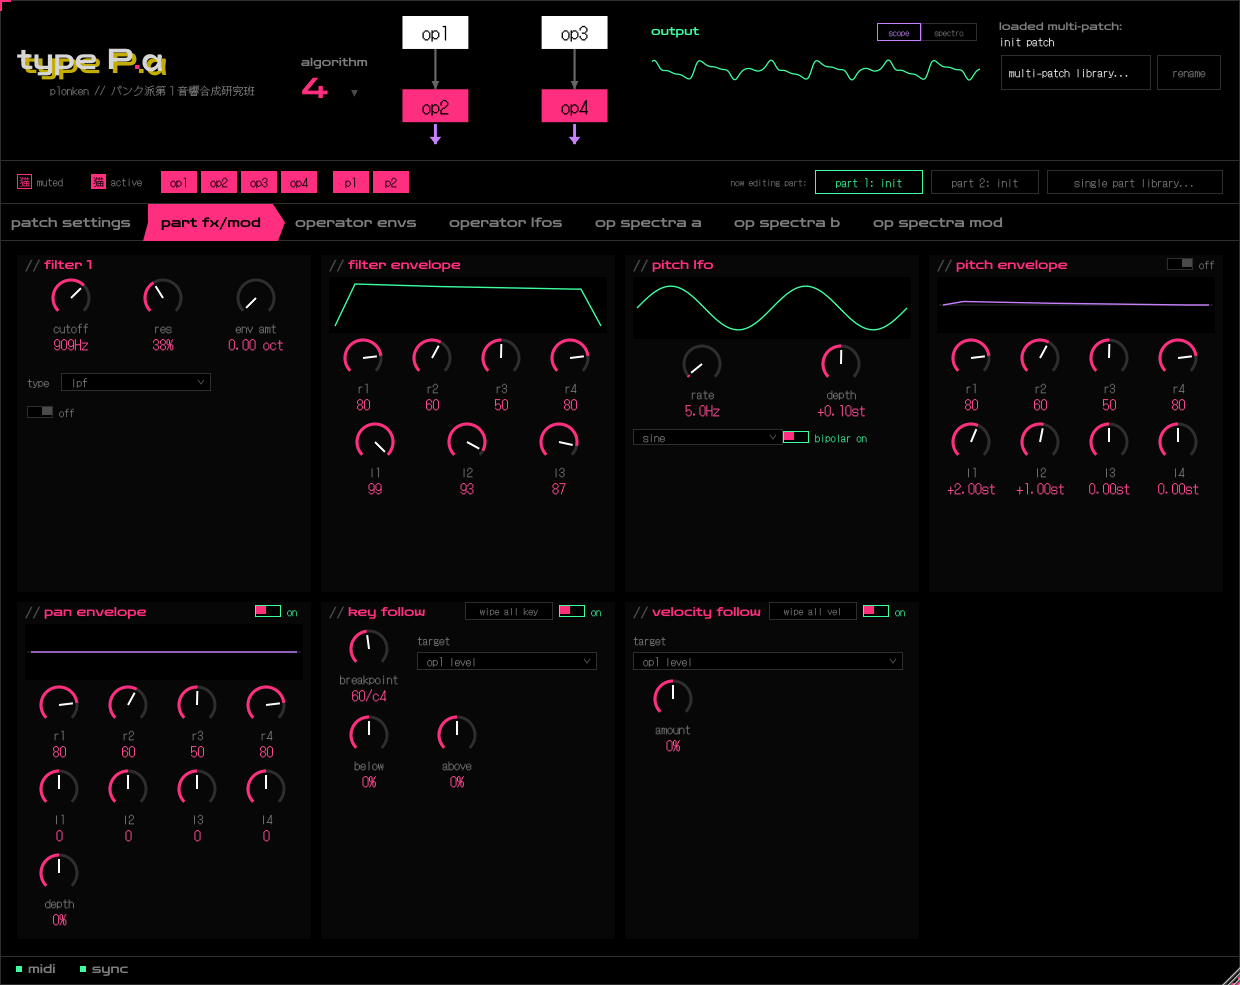 type P.a
plonken // パンク派第1音響合成研究班
algorithm
4
op1
op3
op2
op4
output
scope
spectro
loaded multi-patch:
init patch
multi-patch library...
rename
猫 muted
猫 active
op1 op2 op3 op4 p1 p2
now editing part:
part 1: init
part 2: init
single part library...
patch settings
part fx/mod
operator envs
operator lfos
op spectra a
op spectra b
op spectra mod
// filter 1
cutoff res env amt
909Hz 38% 0.00 oct
type lpf
off
// filter envelope
r1 r2 r3 r4
80 60 50 80
l1 l2 l3
99 93 87
// pitch lfo
rate depth
5.0Hz +0.10st
sine
bipolar on
// pitch envelope
off
r1 r2 r3 r4
80 60 50 80
l1 l2 l3 l4
+2.00st +1.00st 0.00st 0.00st
// pan envelope
on
r1 r2 r3 r4
80 60 50 80
l1 l2 l3 l4
0 0 0 0
depth
0%
// key follow
wipe all key
on
target
op1 level
breakpoint
60/c4
below above
0% 0%
// velocity follow
wipe all vel
on
target
op1 level
amount
0%
midi
sync